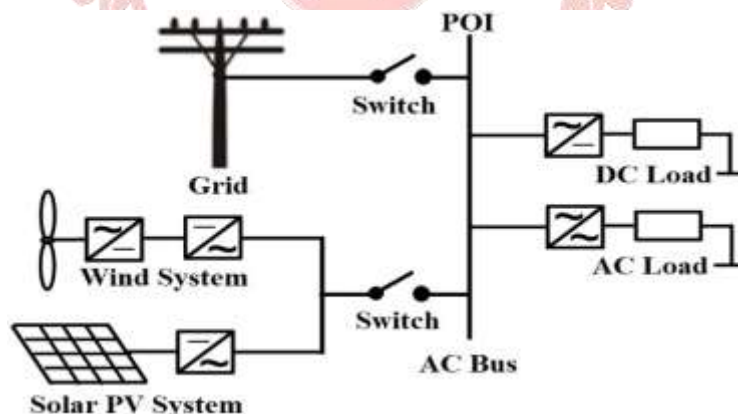 POI
Switch
Grid
DC Load
Wind System
AC Load
Switch
AC Bus
Solar PV System